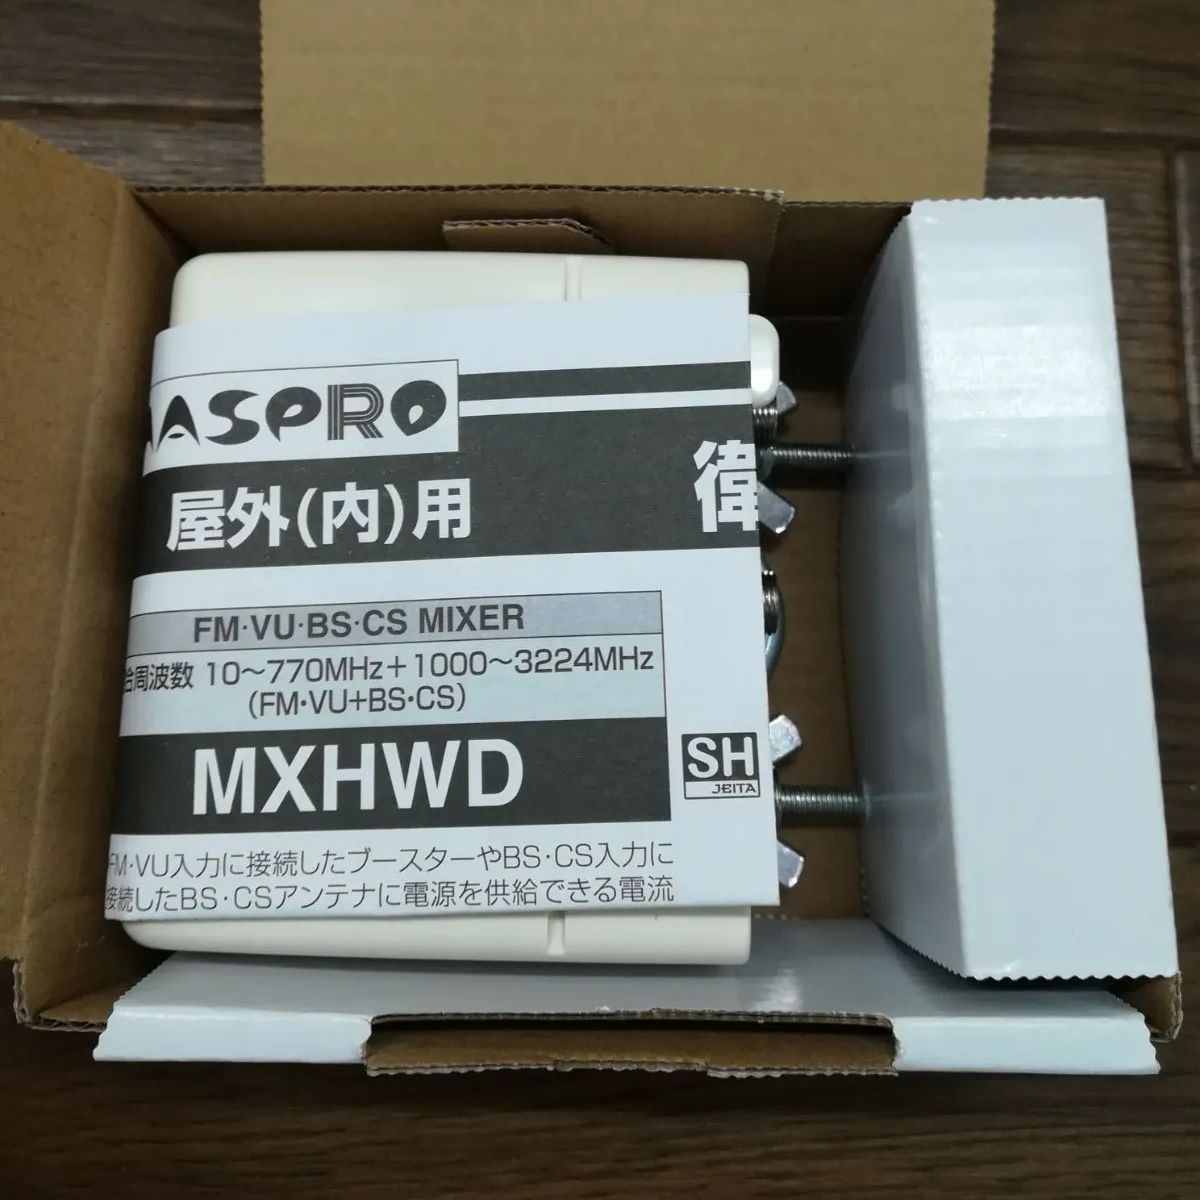 MASPRO
屋外(内)用
衛
FM·VU·BS·CS MIXER
周波数 10～770MHz＋1000～3224MHz
(FM·VU+BS·CS)
MXHWD
SH
JEITA
FM·VU入力に接続したブースターやBS·CS入力に
接続したBS·CSアンテナに電源を供給できる電流